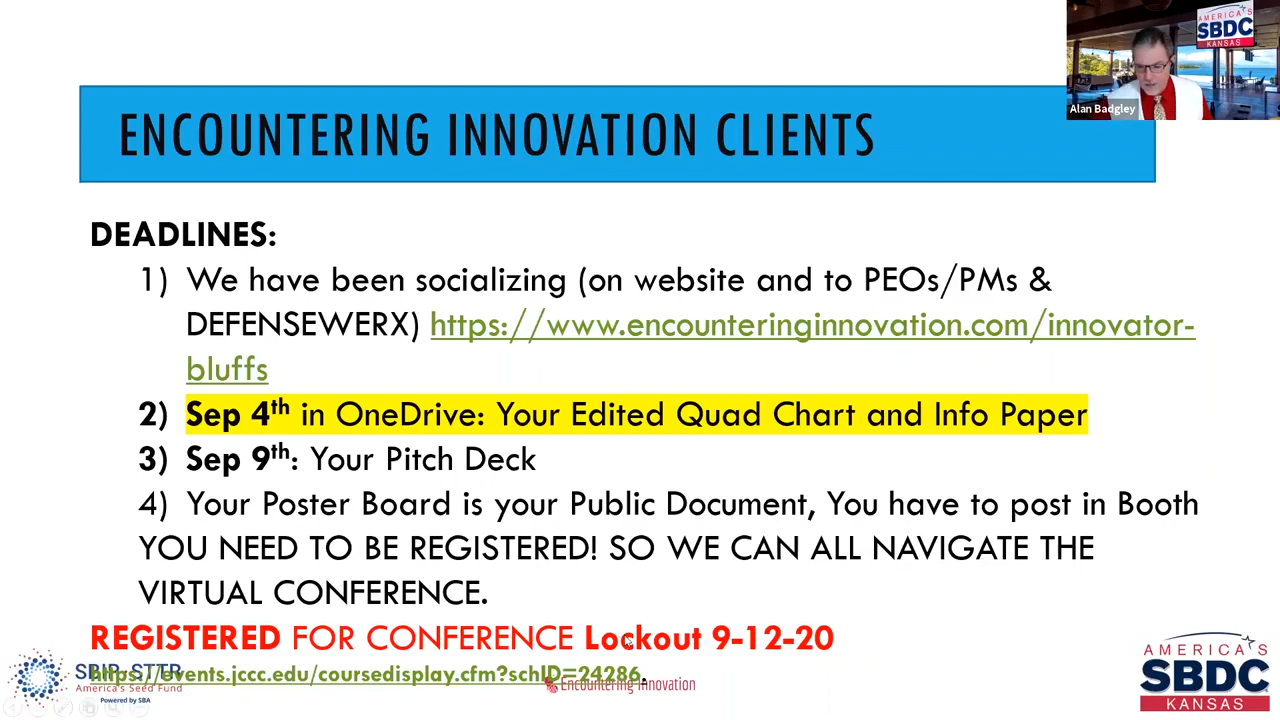 AMERICA'S
SBDC
KANSAS
Alan Badgley
ENCOUNTERING INNOVATION CLIENTS
DEADLINES:
1) We have been socializing (on website and to PEOs/PMs &
DEFENSEWERX) https://www.encounteringinnovation.com/innovator-
bluffs
2) Sep 4th in OneDrive: Your Edited Quad Chart and Info Paper
3) Sep 9th: Your Pitch Deck
4) Your Poster Board is your Public Document, You have to post in Booth
YOU NEED TO BE REGISTERED! SO WE CAN ALL NAVIGATE THE
VIRTUAL CONFERENCE.
REGISTERED FOR CONFERENCE Lockout 9-12-20
SBIR·STTR
https://events.jccc.edu/coursedisplay.cfm?schID=24286.
America's Seed Fund
Powered by SBA
Encountering Innovation
AMERICA'S
SBDC
KANSAS